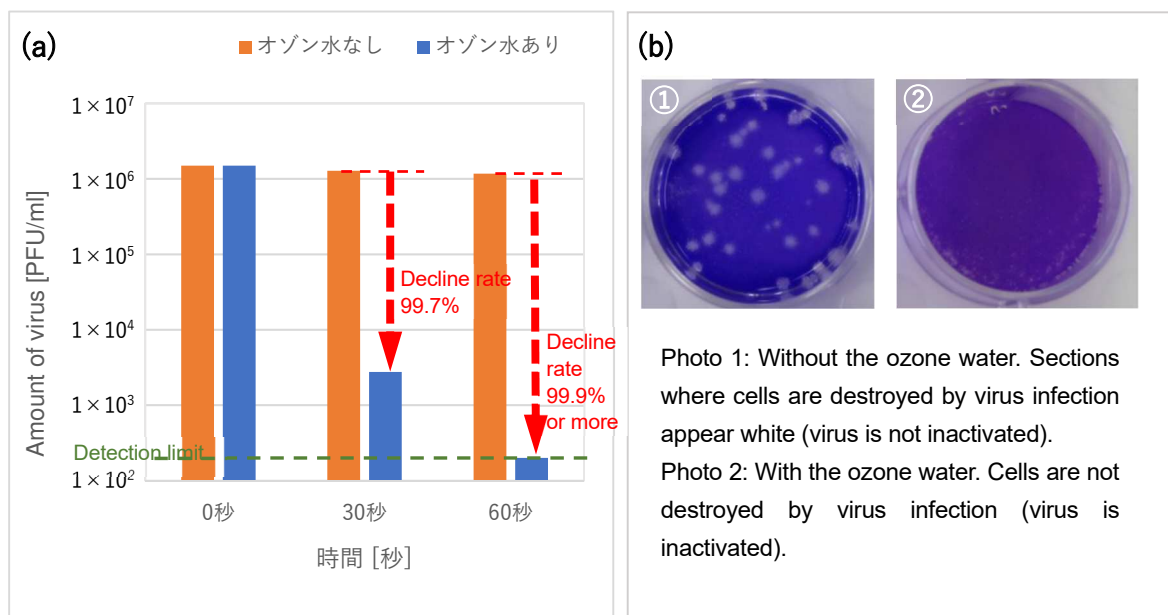 (a)
オゾン水なし オゾン水あり
Amount of virus [PFU/ml]
1×10⁷
1×10⁶
1×10⁵
1×10⁴
1×10³
1×10²
Detection limit
Decline rate
99.7%
Decline
rate
99.9%
or more
0秒 30秒 60秒
時間 [秒]
(b)
① ②
Photo 1: Without the ozone water. Sections
where cells are destroyed by virus infection
appear white (virus is not inactivated).
Photo 2: With the ozone water. Cells are not
destroyed by virus infection (virus is
inactivated).